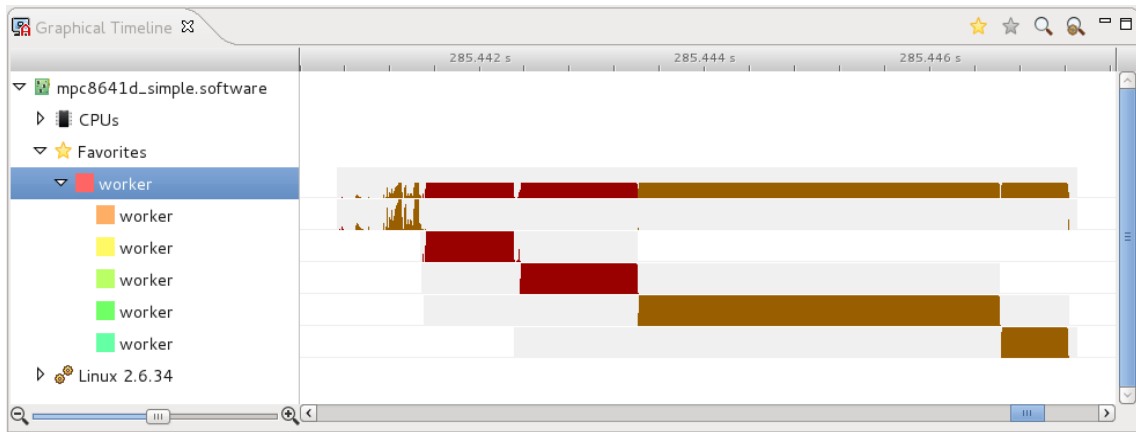 Graphical Timeline
285.442 s 285.444 s 285.446 s
mpc8641d_simple.software
CPUs
Favorites
worker
worker
worker
worker
worker
worker
Linux 2.6.34